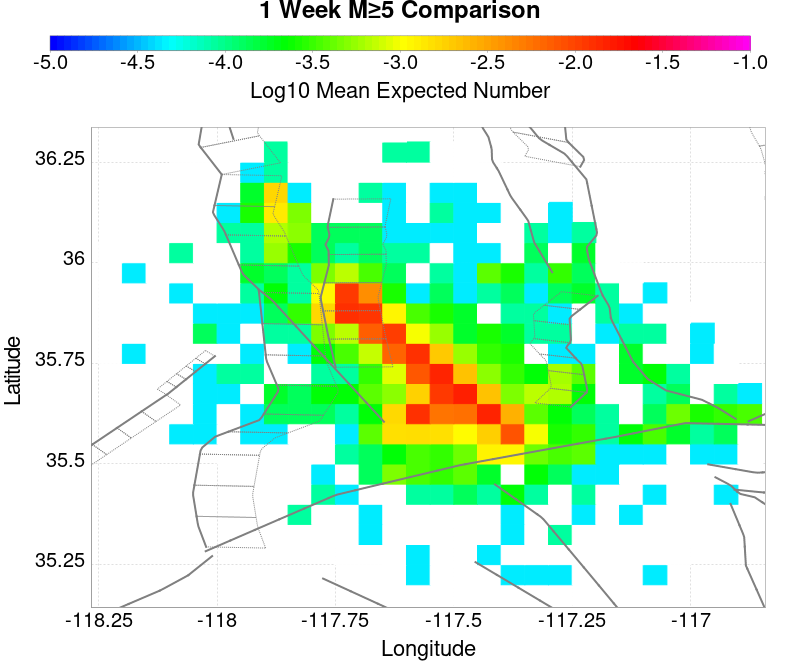 1 Week M≥5 Comparison
-5.0 -4.5 -4.0 -3.5 -3.0 -2.5 -2.0 -1.5 -1.0
Log10 Mean Expected Number
36.25
36
35.75
35.5
35.25
Latitude
-118.25 -118 -117.75 -117.5 -117.25 -117
Longitude